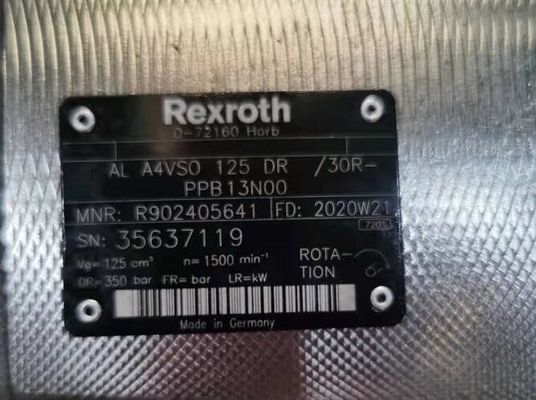 Rexroth
D-72160 Horb
AL A4VSO 125 DR /30R-
PPB13N00
MNR: R902405641 FD: 2020W21
7203
SN: 35637119
Vg=125 cm³ n=1500 min⁻¹
DR=350 bar FR=bar LR=kW
ROTA-
TION
Made in Germany